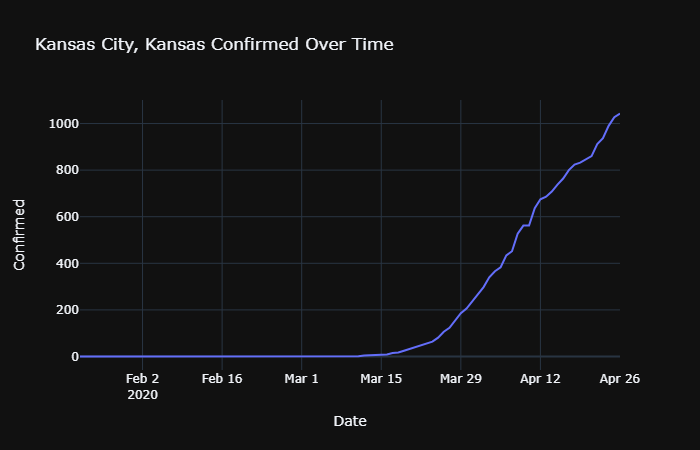 Kansas City, Kansas Confirmed Over Time
Confirmed
1000
800
600
400
200
0
Feb 2
2020
Feb 16
Mar 1
Mar 15
Mar 29
Apr 12
Apr 26
Date